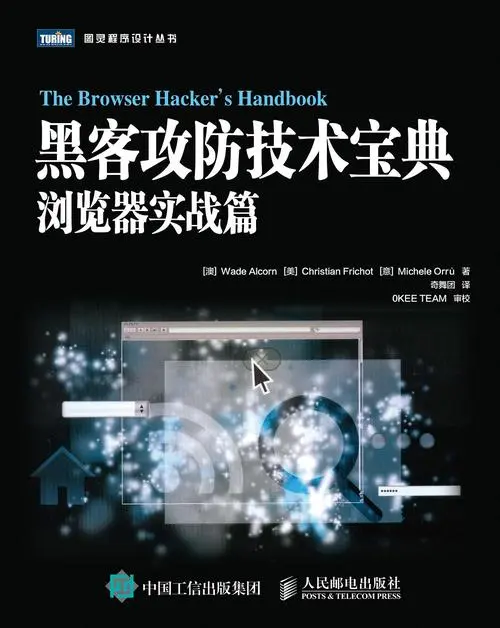 TURING 图灵程序设计丛书
The Browser Hacker's Handbook
黑客攻防技术宝典
浏览器实战篇
[澳] Wade Alcorn [美] Christian Frichot [意] Michele Orrù 著
奇舞团 译
0KEE TEAM 审校
中国工信出版集团 人民邮电出版社
POSTS & TELECOM PRESS